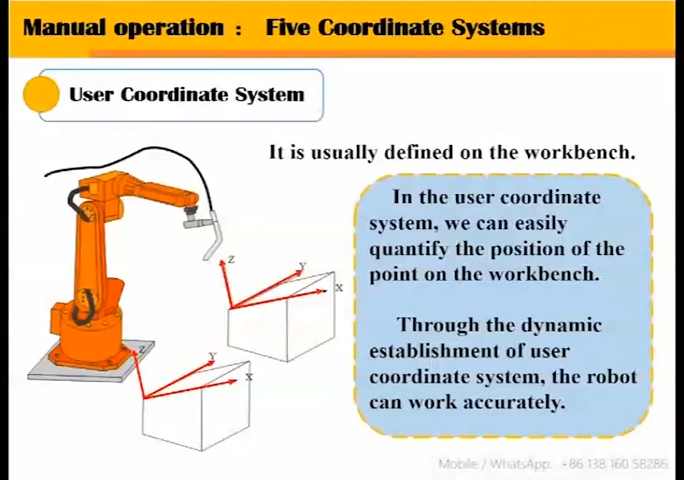 Manual operation : Five Coordinate Systems
User Coordinate System
It is usually defined on the workbench.
In the user coordinate
system, we can easily
quantify the position of the
point on the workbench.
Through the dynamic
establishment of user
coordinate system, the robot
can work accurately.
Z
Y
X
Z
Y
X
Mobile / WhatsApp: +86 138 160 58286